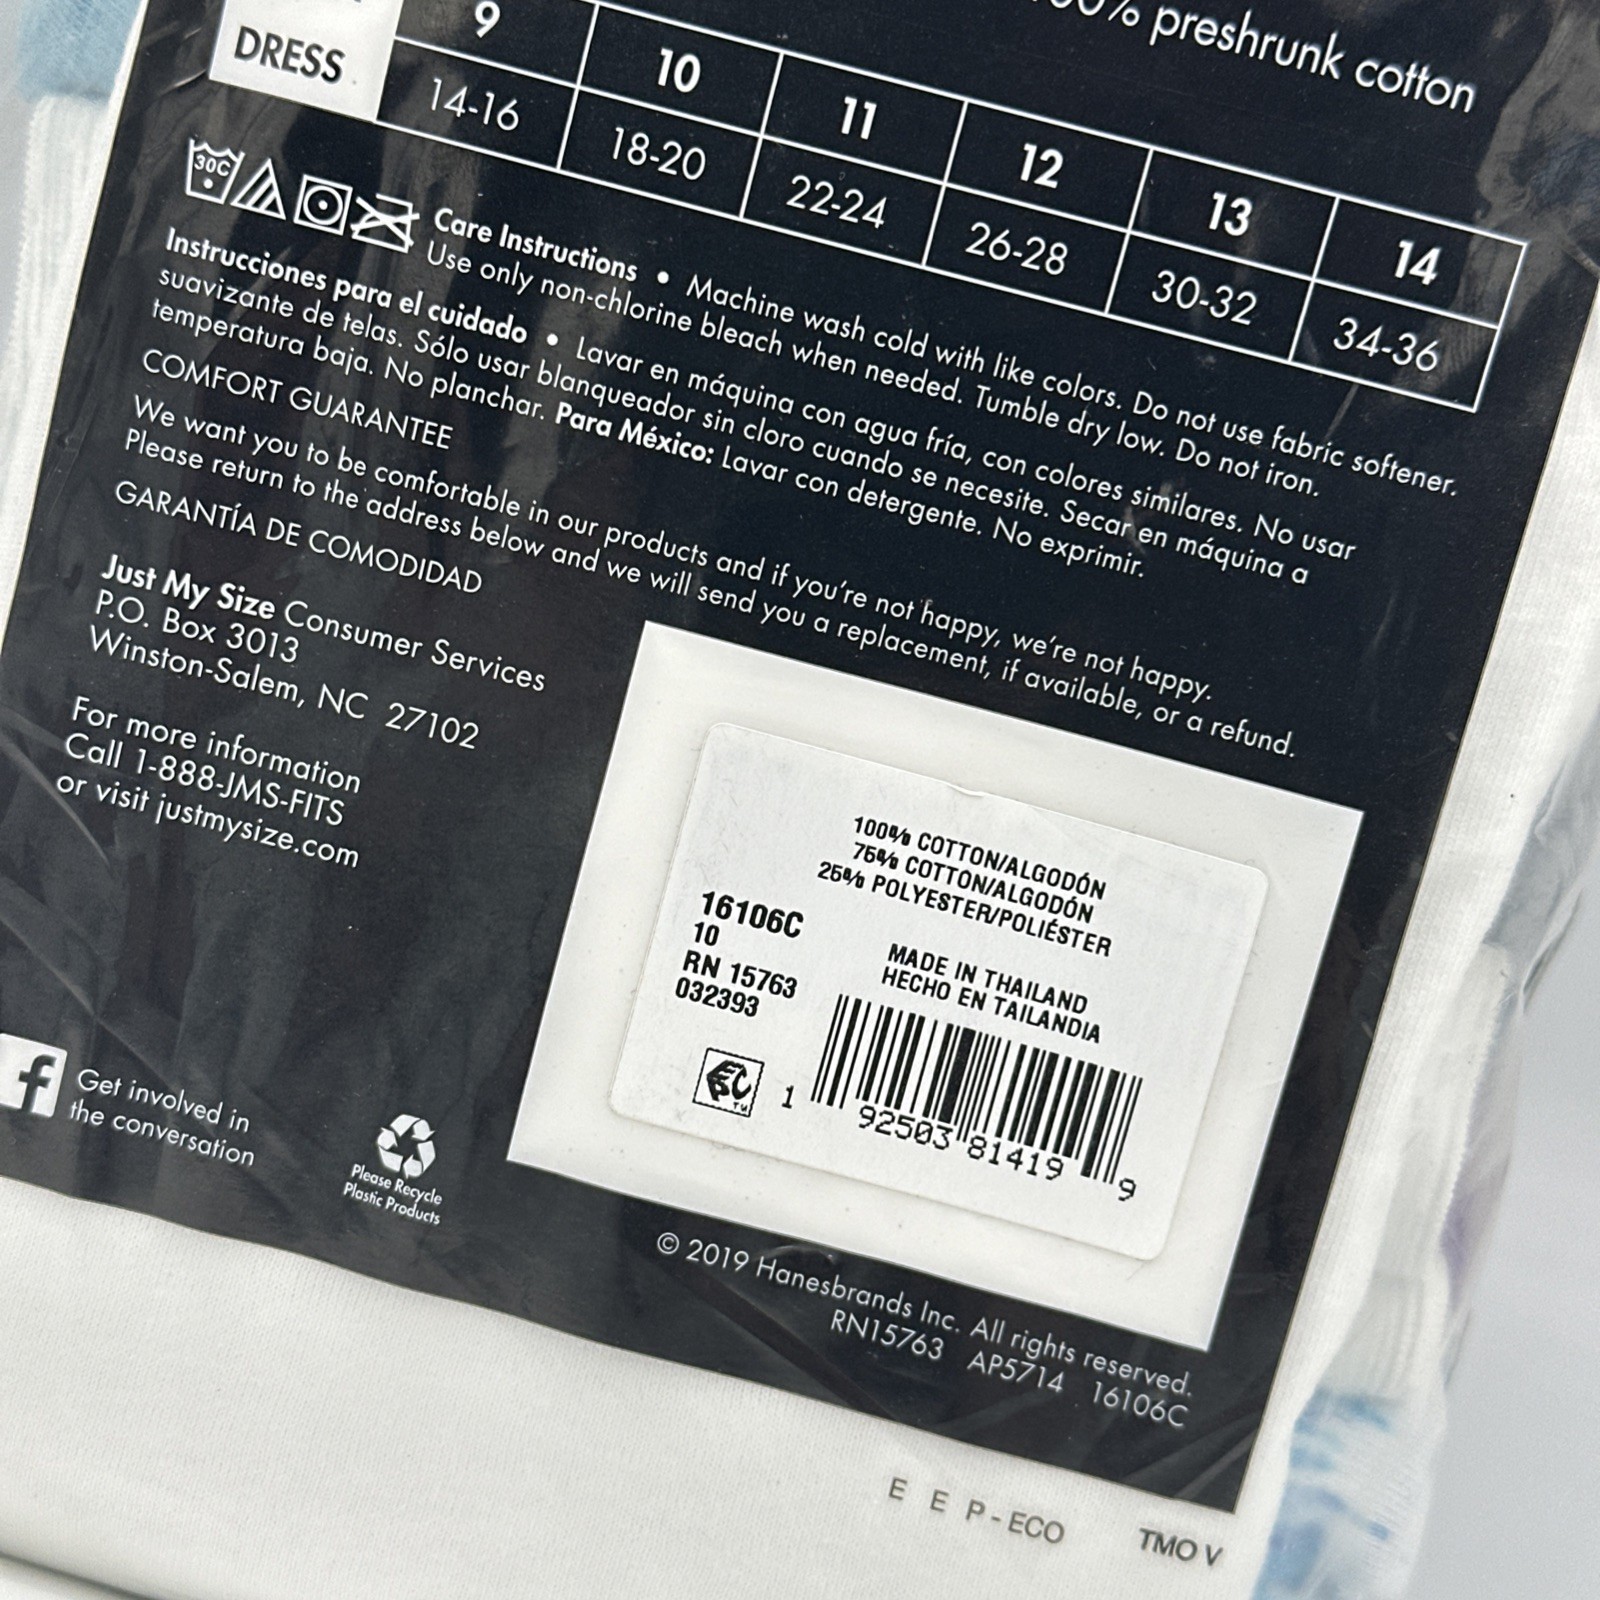 % preshrunk cotton
9 10 11 12 13 14
DRESS 14-16 18-20 22-24 26-28 30-32 34-36
30C
Care Instructions • Machine wash cold with like colors. Do not use fabric softener.
Use only non-chlorine bleach when needed. Tumble dry low. Do not iron.
Instrucciones para el cuidado • Lavar en máquina con agua fría, con colores similares. No usar
suavizante de telas. Sólo usar blanqueador sin cloro cuando se necesite. Secar en máquina a
temperatura baja. No planchar. Para México: Lavar con detergente. No exprimir.
COMFORT GUARANTEE
We want you to be comfortable in our products and if you're not happy, we're not happy.
Please return to the address below and we will send you a replacement, if available, or a refund.
GARANTÍA DE COMODIDAD
Just My Size Consumer Services
P.O. Box 3013
Winston-Salem, NC 27102
For more information
Call 1-888-JMS-FITS
or visit justmysize.com
100% COTTON/ALGODÓN
75% COTTON/ALGODÓN
25% POLYESTER/POLIÉSTER
16106C
10
RN 15763
032393
MADE IN THAILAND
HECHO EN TAILANDIA
1 92503 81419 9
f
Get involved in
the conversation
Please Recycle
Plastic Products
© 2019 Hanesbrands Inc. All rights reserved.
RN15763 AP5714 16106C
E E P-ECO TMO V